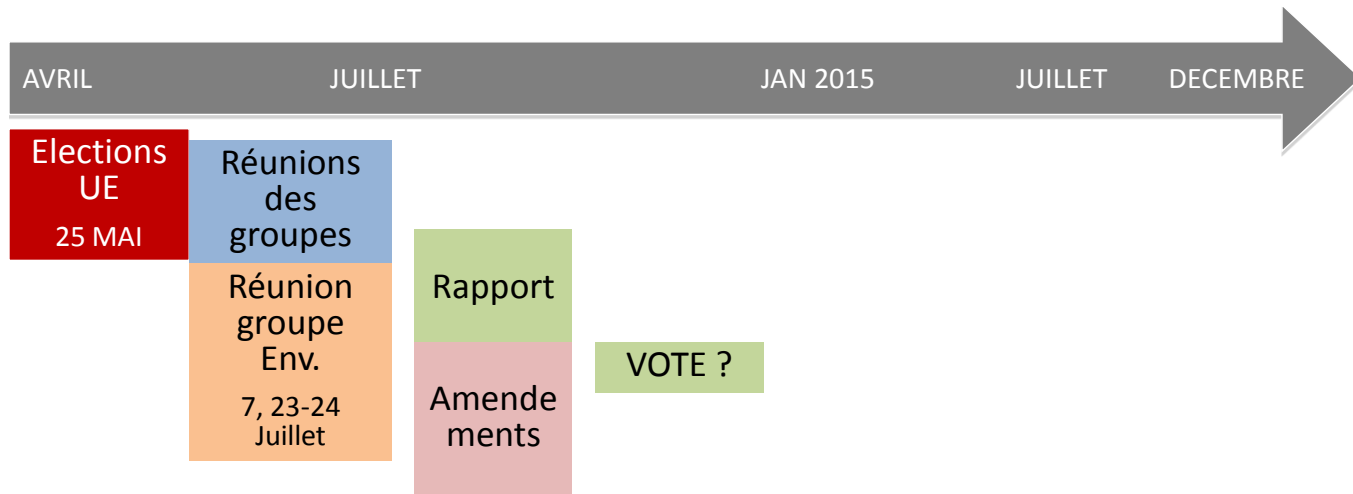 AVRIL JUILLET JAN 2015 JUILLET DECEMBRE
Elections
UE
25 MAI
Réunions
des
groupes
Réunion
groupe
Env.
7, 23-24
Juillet
Rapport
Amende
ments
VOTE ?